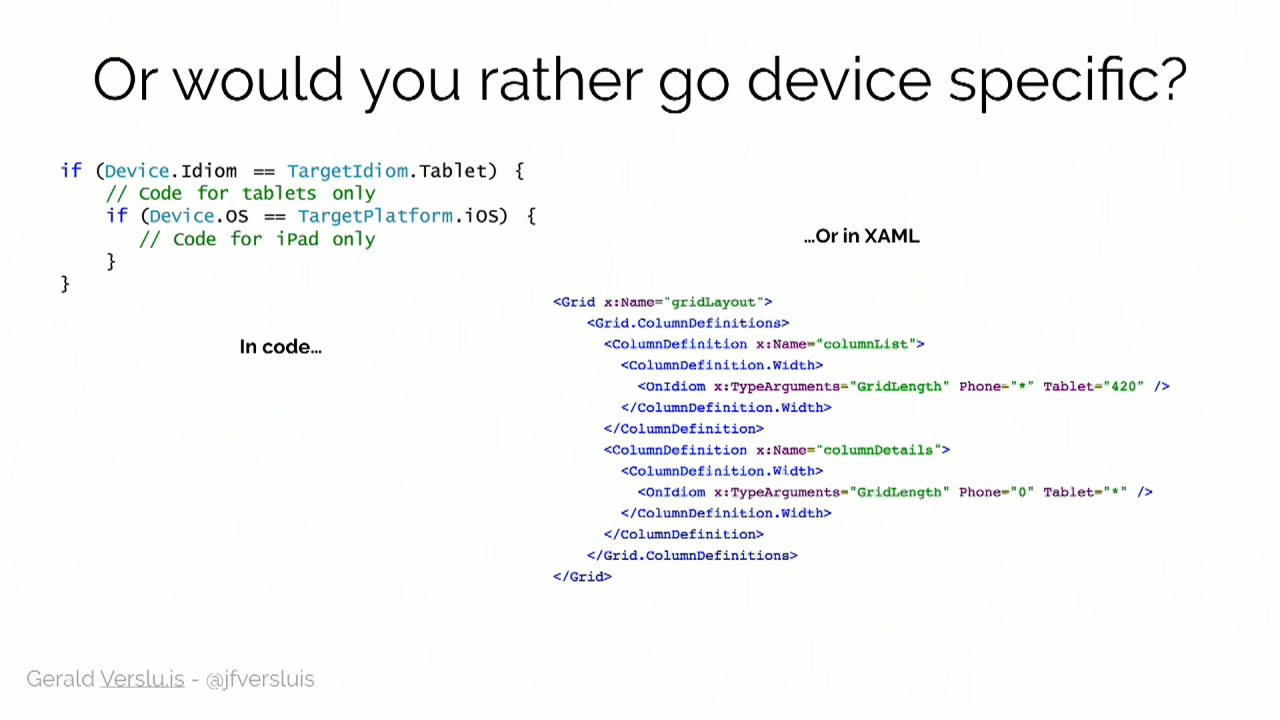 Or would you rather go device specific?
if (Device.Idiom == TargetIdiom.Tablet) {
// Code for tablets only
if (Device.OS == TargetPlatform.iOS) {
// Code for iPad only
}
}
In code…
…Or in XAML
<Grid x:Name="gridLayout">
<Grid.ColumnDefinitions>
<ColumnDefinition x:Name="columnList">
<ColumnDefinition.Width>
<OnIdiom x:TypeArguments="GridLength" Phone="*" Tablet="420" />
</ColumnDefinition.Width>
</ColumnDefinition>
<ColumnDefinition x:Name="columnDetails">
<ColumnDefinition.Width>
<OnIdiom x:TypeArguments="GridLength" Phone="0" Tablet="*" />
</ColumnDefinition.Width>
</ColumnDefinition>
</Grid.ColumnDefinitions>
</Grid>
Gerald Verslu.is - @jfversluis